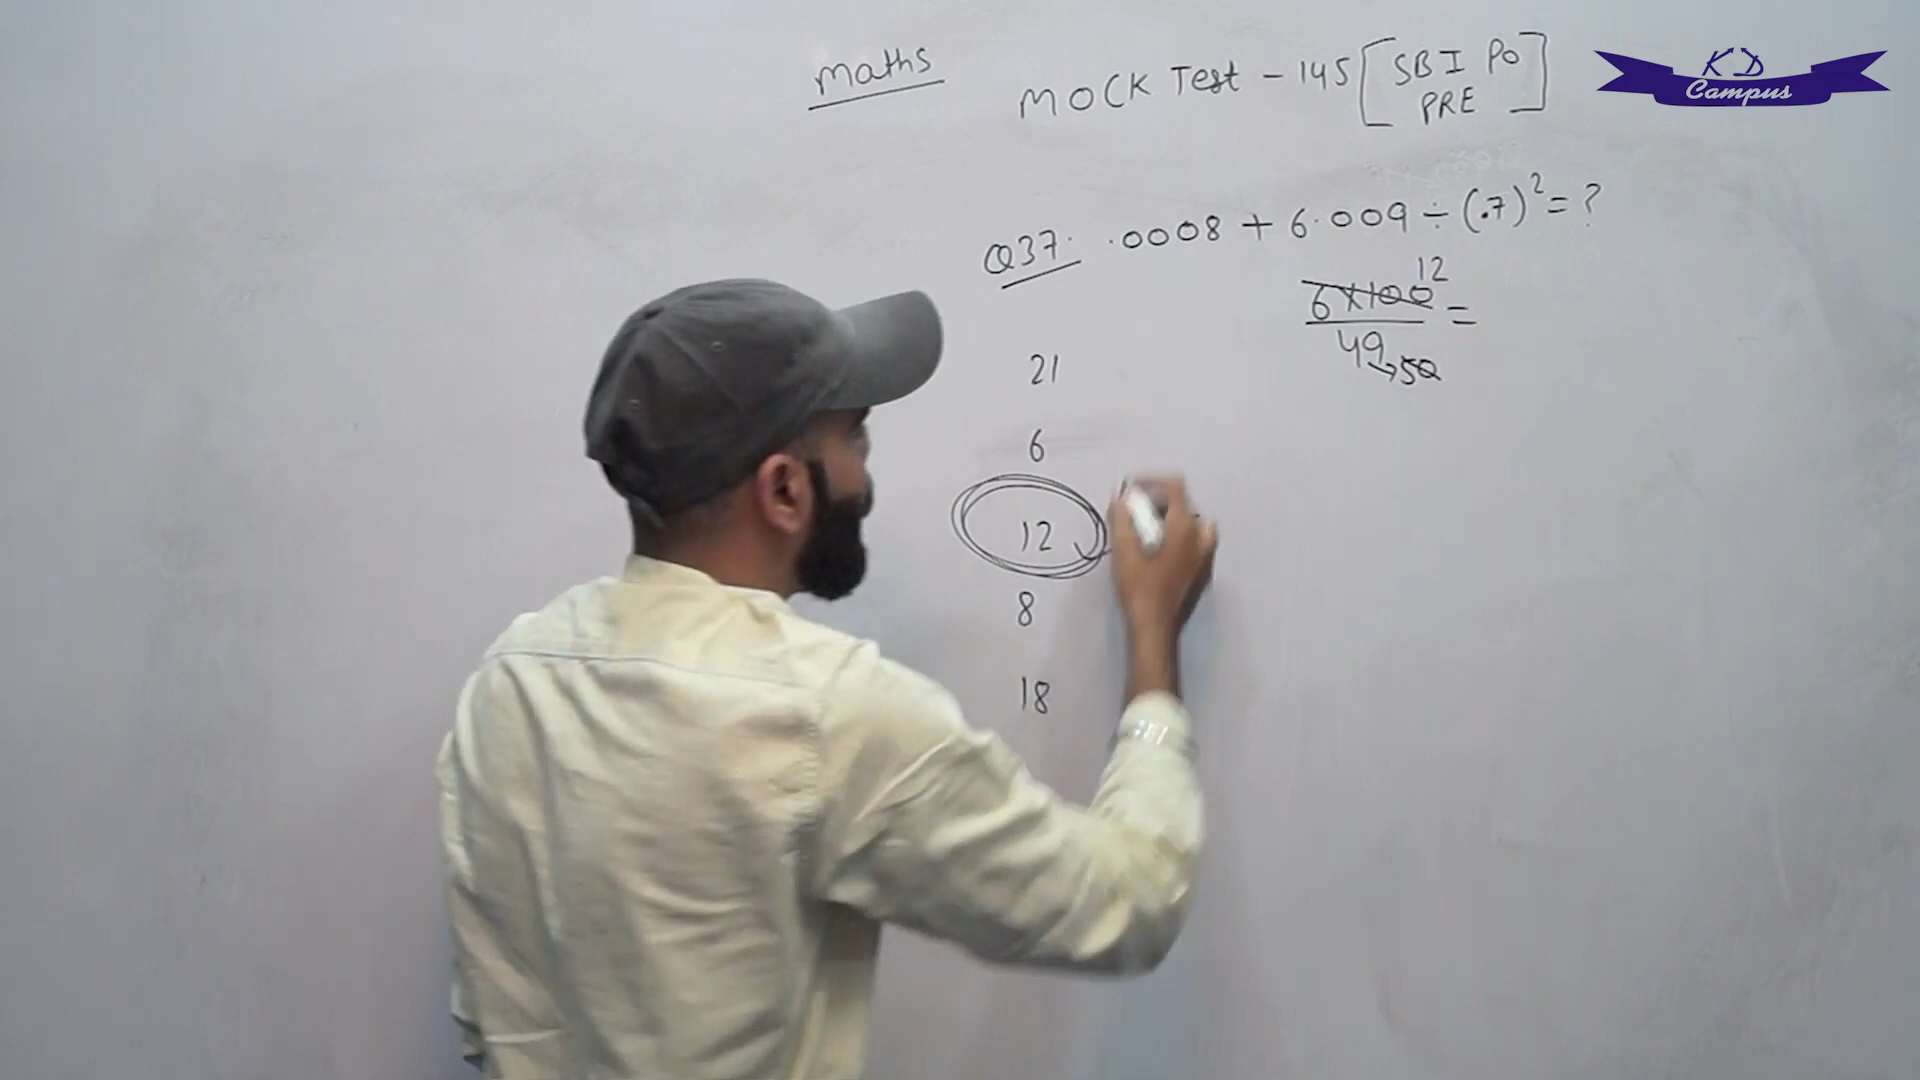 Maths
MOCK Test - 145 [SBI PO PRE]
KD
Campus
Q37. .0008 + 6.009 ÷ (.7)² = ?
12
6×100
=
49
→50
21
6
12
8
18